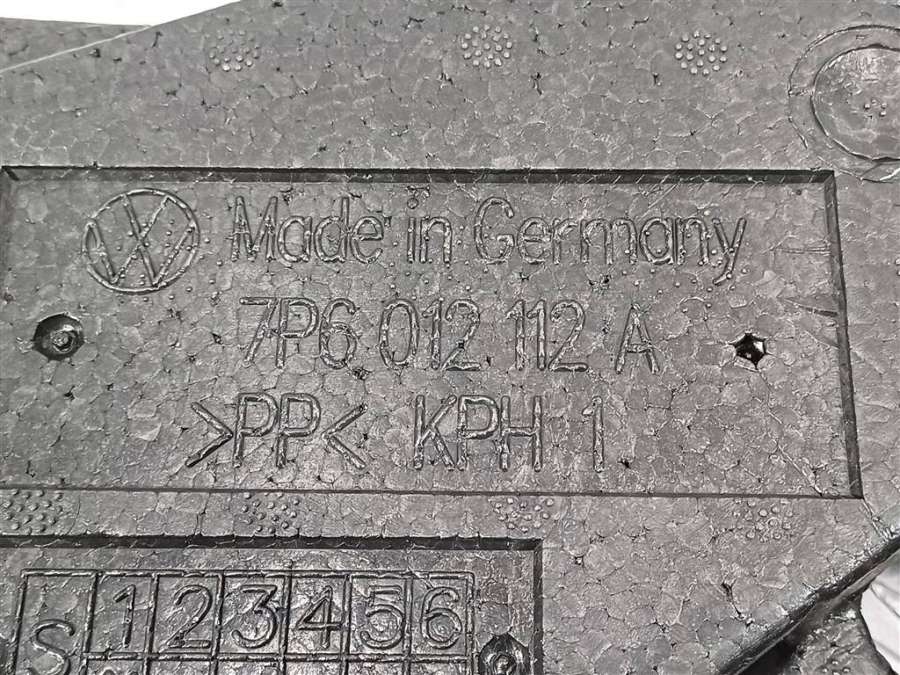 Made in Germany
7P6 012 112 A
>PP< KPH 1
1 2 3 4 5 6
S